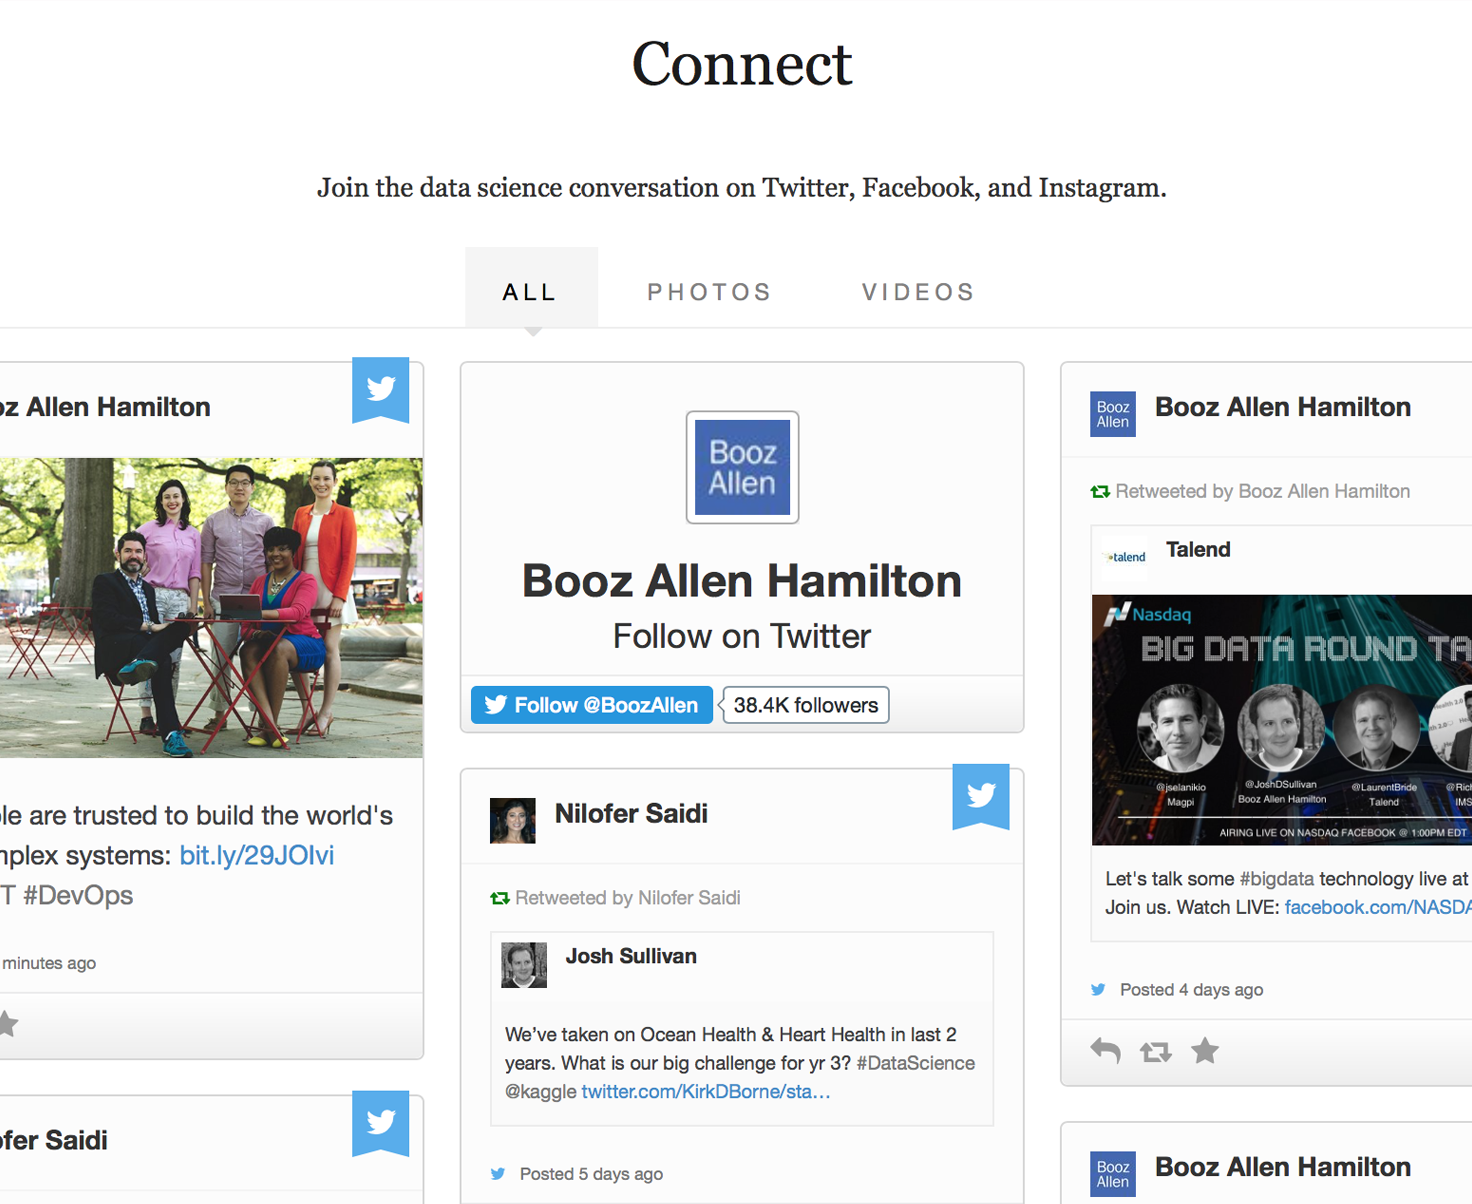 Connect
Join the data science conversation on Twitter, Facebook, and Instagram.
ALL
PHOTOS
VIDEOS
Allen Hamilton
are trusted to build the world's
systems: bit.ly/29JOIvi
#DevOps
minutes ago
Saidi
Booz
Allen
Booz Allen Hamilton
Follow on Twitter
Follow @BoozAllen
38.4K followers
Nilofer Saidi
Retweeted by Nilofer Saidi
Josh Sullivan
We've taken on Ocean Health & Heart Health in last 2
years. What is our big challenge for yr 3? #DataScience
@kaggle twitter.com/KirkDBorne/sta…
Posted 5 days ago
Booz
Allen
Booz Allen Hamilton
Retweeted by Booz Allen Hamilton
talend
Talend
Nasdaq
BIG DATA ROUND TA
@jselanikio
Magpi
@JoshDSullivan
Booz Allen Hamilton
@LaurentBride
Talend
@Ric
IMS
AIRING LIVE ON NASDAQ FACEBOOK @ 1:00PM EDT
Let's talk some #bigdata technology live at
Join us. Watch LIVE: facebook.com/NASDA
Posted 4 days ago
Booz
Allen
Booz Allen Hamilton